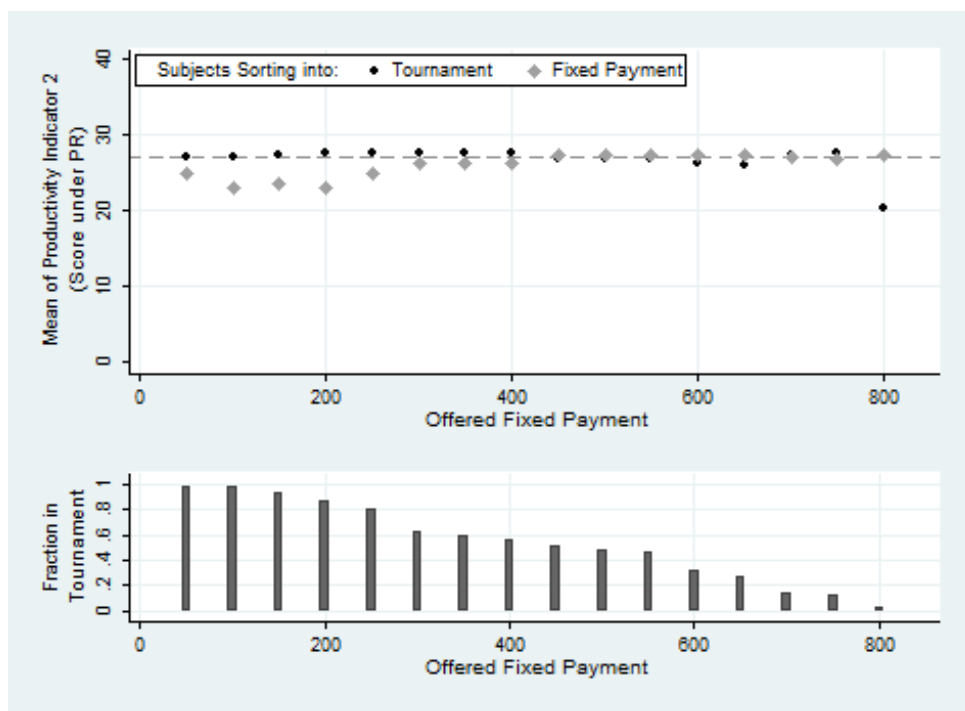 Mean of Productivity Indicator 2
(Score under PR)
40
30
20
10
0
Subjects Sorting into: Tournament Fixed Payment
0 200 400 600 800
Offered Fixed Payment
Fraction in
Tournament
1
.8
.6
.4
.2
0
0 200 400 600 800
Offered Fixed Payment